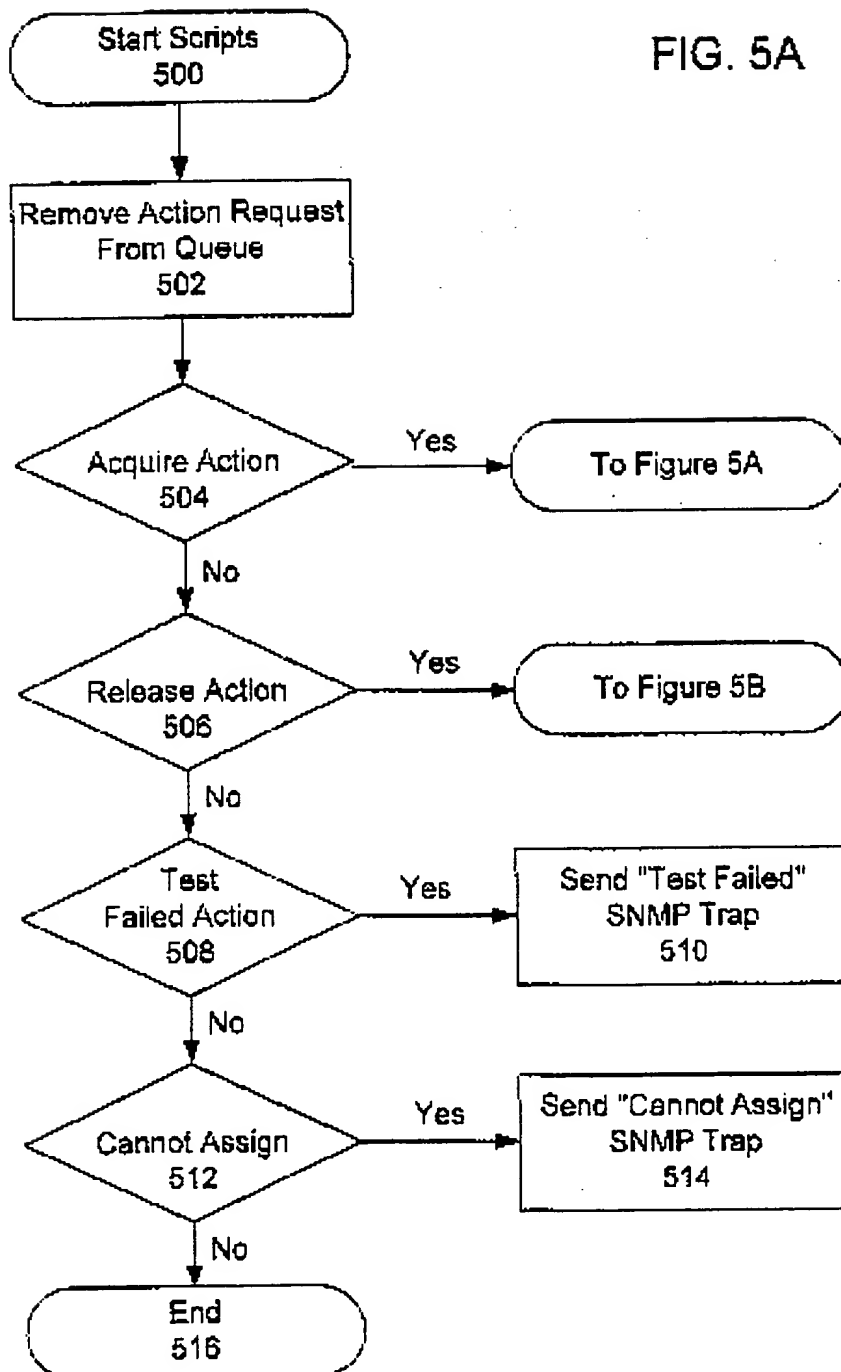 FIG. 5A
Start Scripts
500
Remove Action Request
From Queue
502
Acquire Action
504
Yes
To Figure 5A
No
Release Action
506
Yes
To Figure 5B
No
Test
Failed Action
508
Yes
Send "Test Failed"
SNMP Trap
510
No
Cannot Assign
512
Yes
Send "Cannot Assign"
SNMP Trap
514
No
End
516